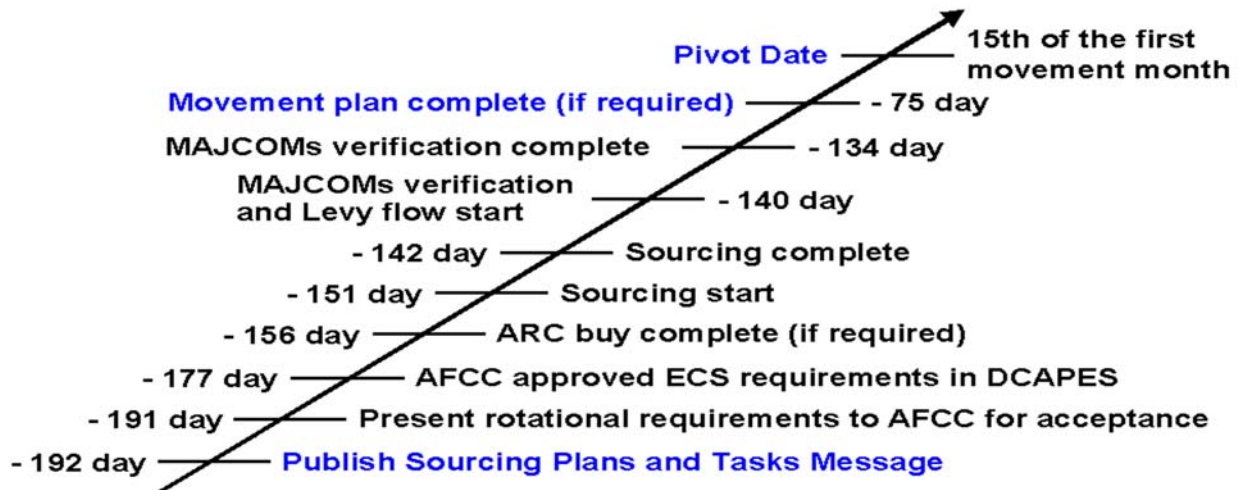 Pivot Date
15th of the first
movement month
Movement plan complete (if required)
- 75 day
MAJCOMs verification complete
- 134 day
MAJCOMs verification
and Levy flow start
- 140 day
- 142 day
Sourcing complete
- 151 day
Sourcing start
- 156 day
ARC buy complete (if required)
- 177 day
AFCC approved ECS requirements in DCAPES
- 191 day
Present rotational requirements to AFCC for acceptance
- 192 day
Publish Sourcing Plans and Tasks Message